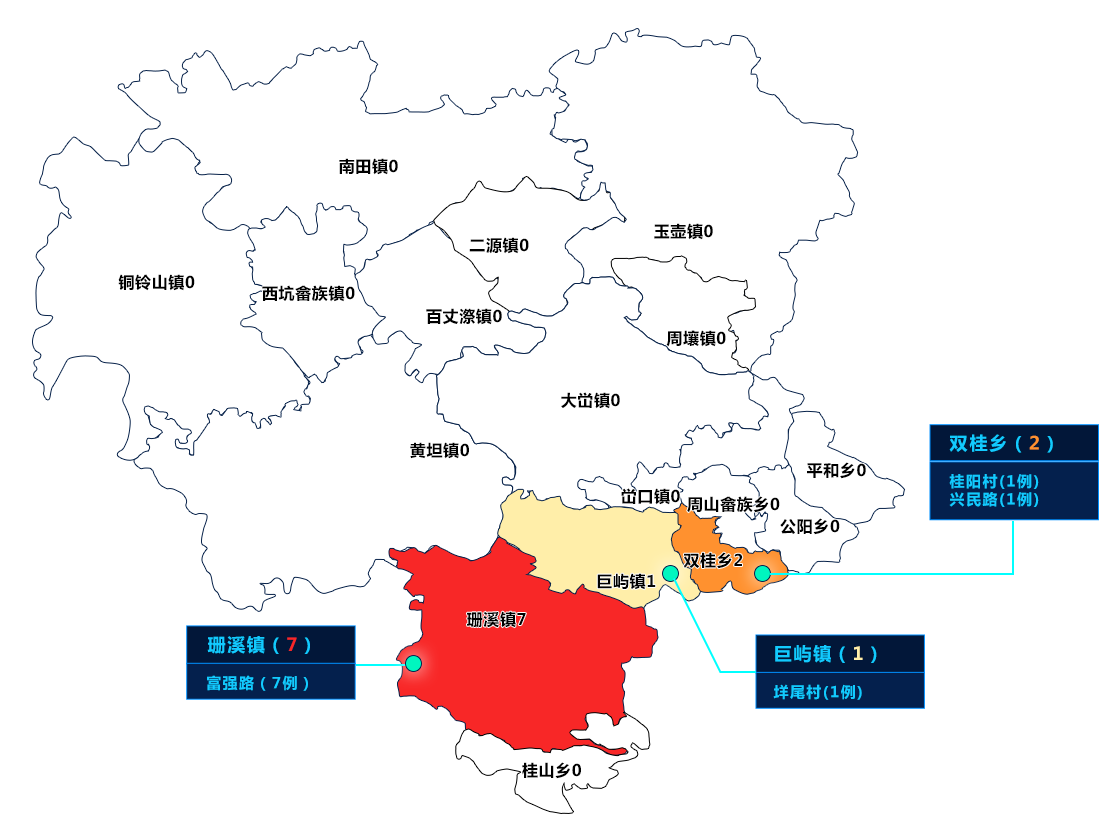 南田镇0
玉壶镇0
二源镇0
铜铃山镇0
西坑畲族镇0
百丈漈镇0
周壤镇0
大峃镇0
黄坦镇0
平和乡0
峃口镇0
周山畲族乡0
公阳乡0
双桂乡2
巨屿镇1
珊溪镇7
桂山乡0
双桂乡（2）
桂阳村(1例)
兴民路(1例)
珊溪镇（7）
富强路（7例）
巨屿镇（1）
垟尾村(1例)